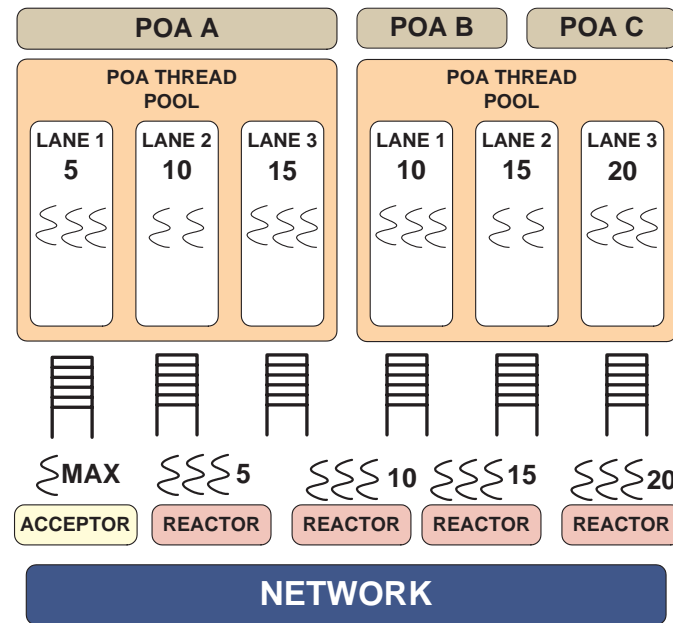 POA A
POA B
POA C
POA THREAD
POOL
POA THREAD
POOL
LANE 1
5
LANE 2
10
LANE 3
15
LANE 1
10
LANE 2
15
LANE 3
20
MAX
5
10
15
20
ACCEPTOR
REACTOR
REACTOR
REACTOR
REACTOR
NETWORK